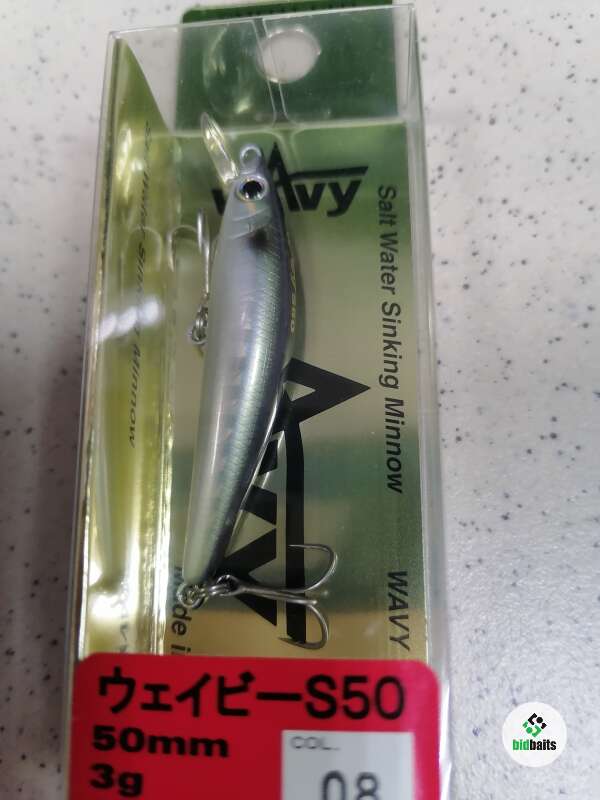 WAVY
Salt Water Sinking Minnow
WAVY
Made i
ウェイビーS50
50mm
3g
COL.
08
bidbaits